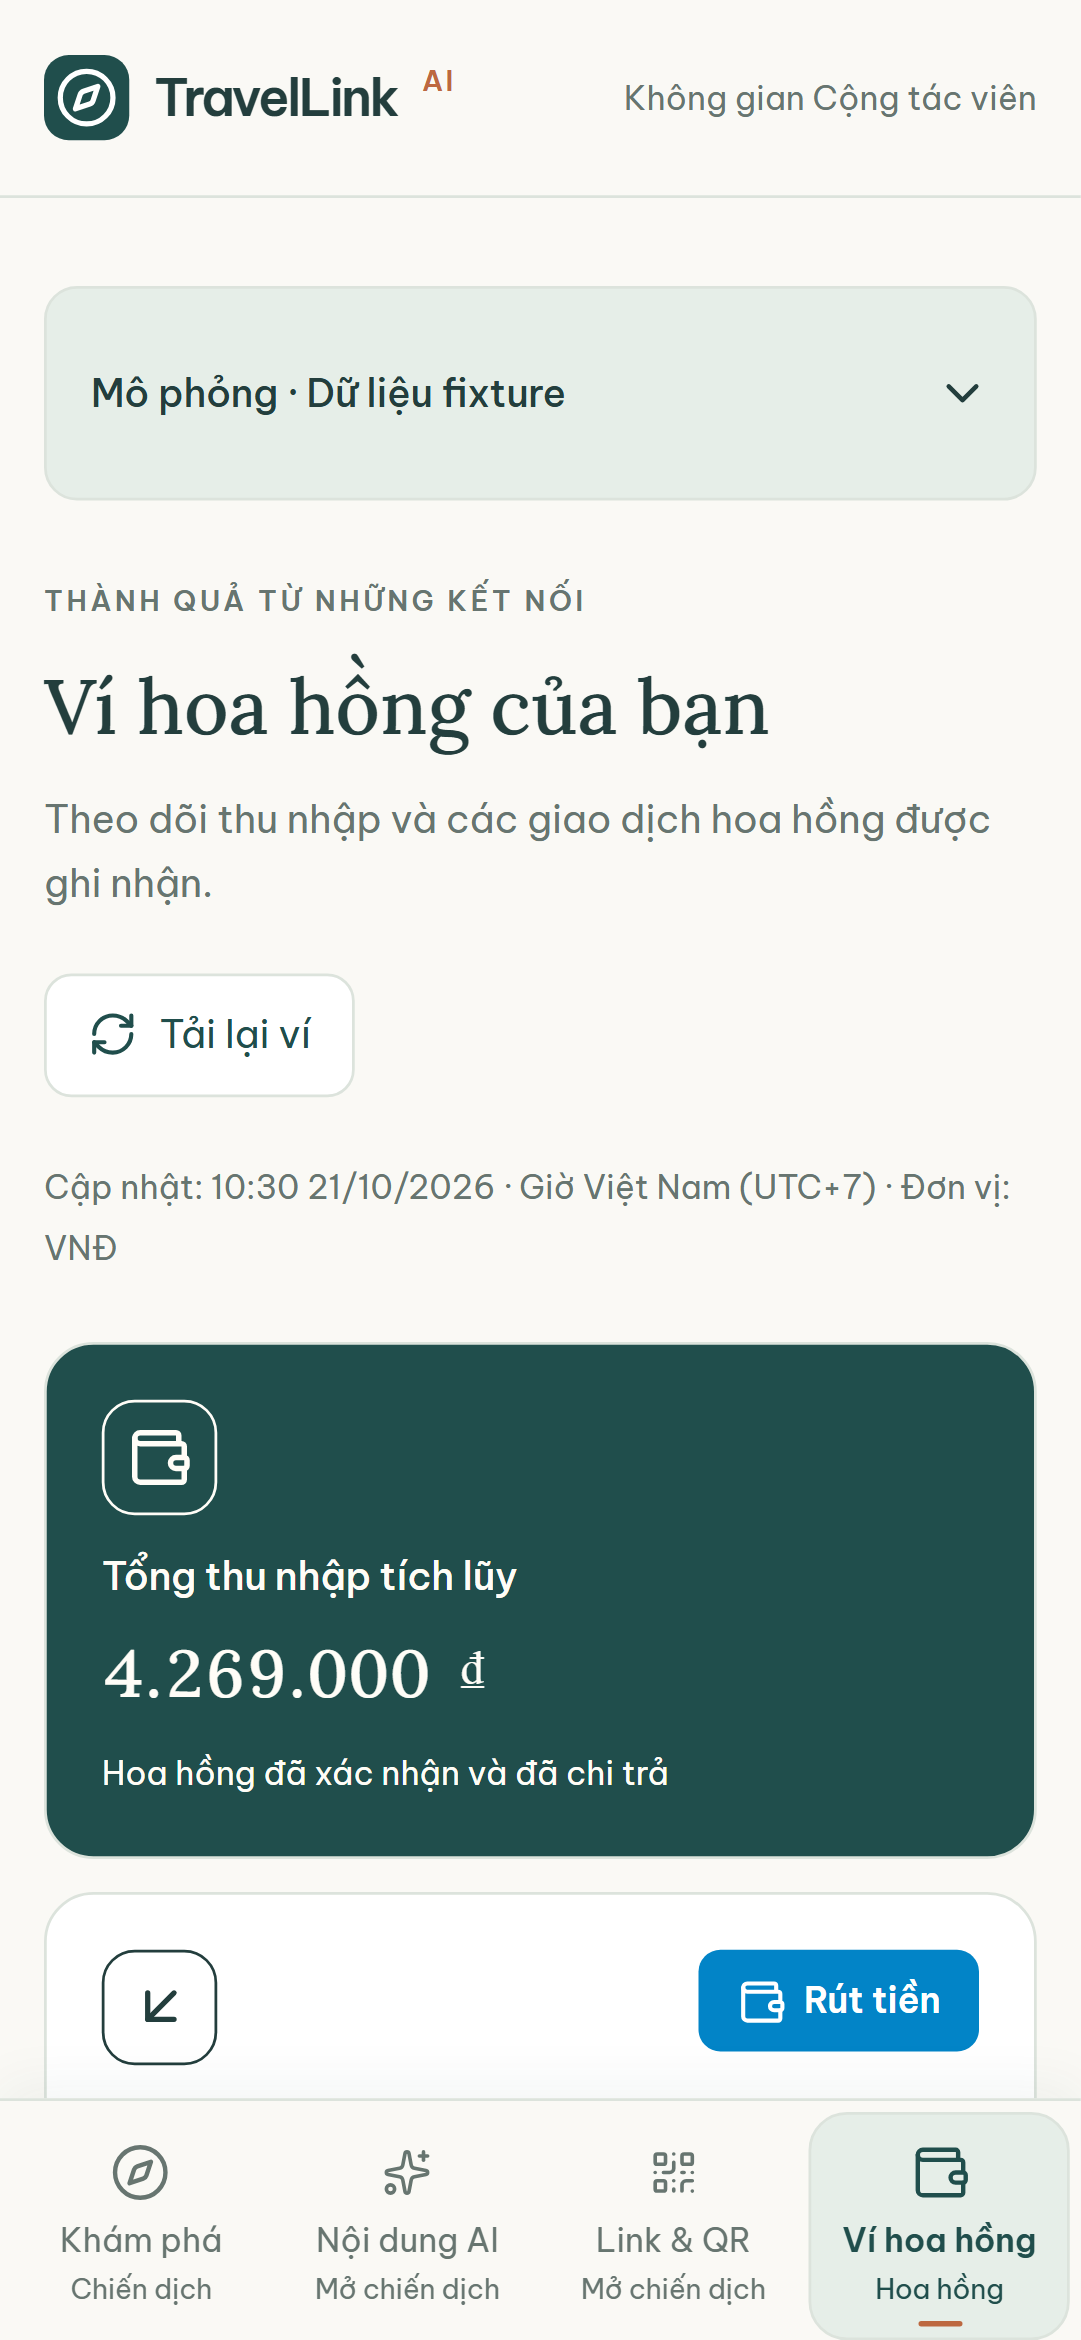 TravelLink AI
Không gian Cộng tác viên
Mô phỏng · Dữ liệu fixture
THÀNH QUẢ TỪ NHỮNG KẾT NỐI
Ví hoa hồng của bạn
Theo dõi thu nhập và các giao dịch hoa hồng được
ghi nhận.
Tải lại ví
Cập nhật: 10:30 21/10/2026 · Giờ Việt Nam (UTC+7) · Đơn vị:
VNĐ
Tổng thu nhập tích lũy
4.269.000 ₫
Hoa hồng đã xác nhận và đã chi trả
Rút tiền
Khám phá
Chiến dịch
Nội dung AI
Mở chiến dịch
Link & QR
Mở chiến dịch
Ví hoa hồng
Hoa hồng